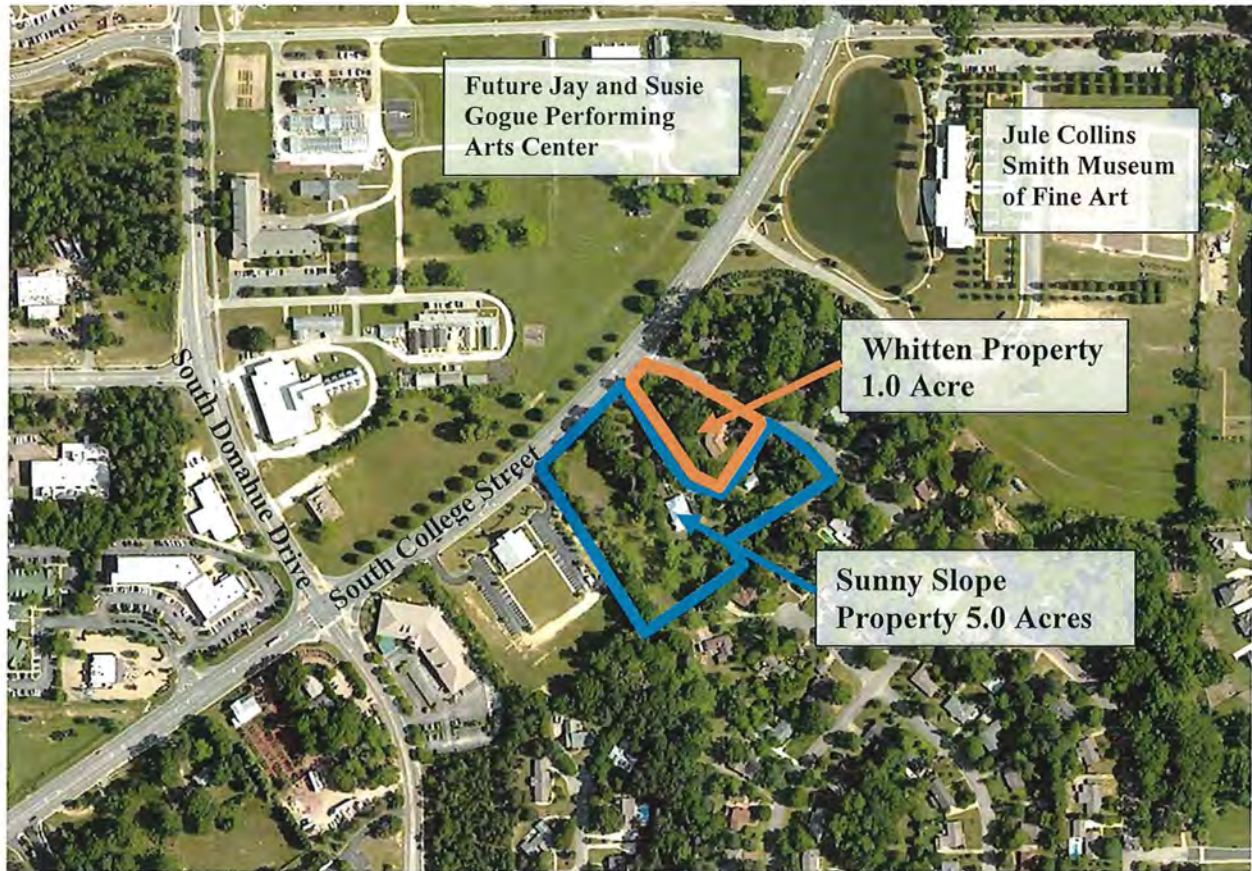 Future Jay and Susie
Gogue Performing
Arts Center
Jule Collins
Smith Museum
of Fine Art
Whitten Property
1.0 Acre
South Donahue Drive
South College Street
Sunny Slope
Property 5.0 Acres